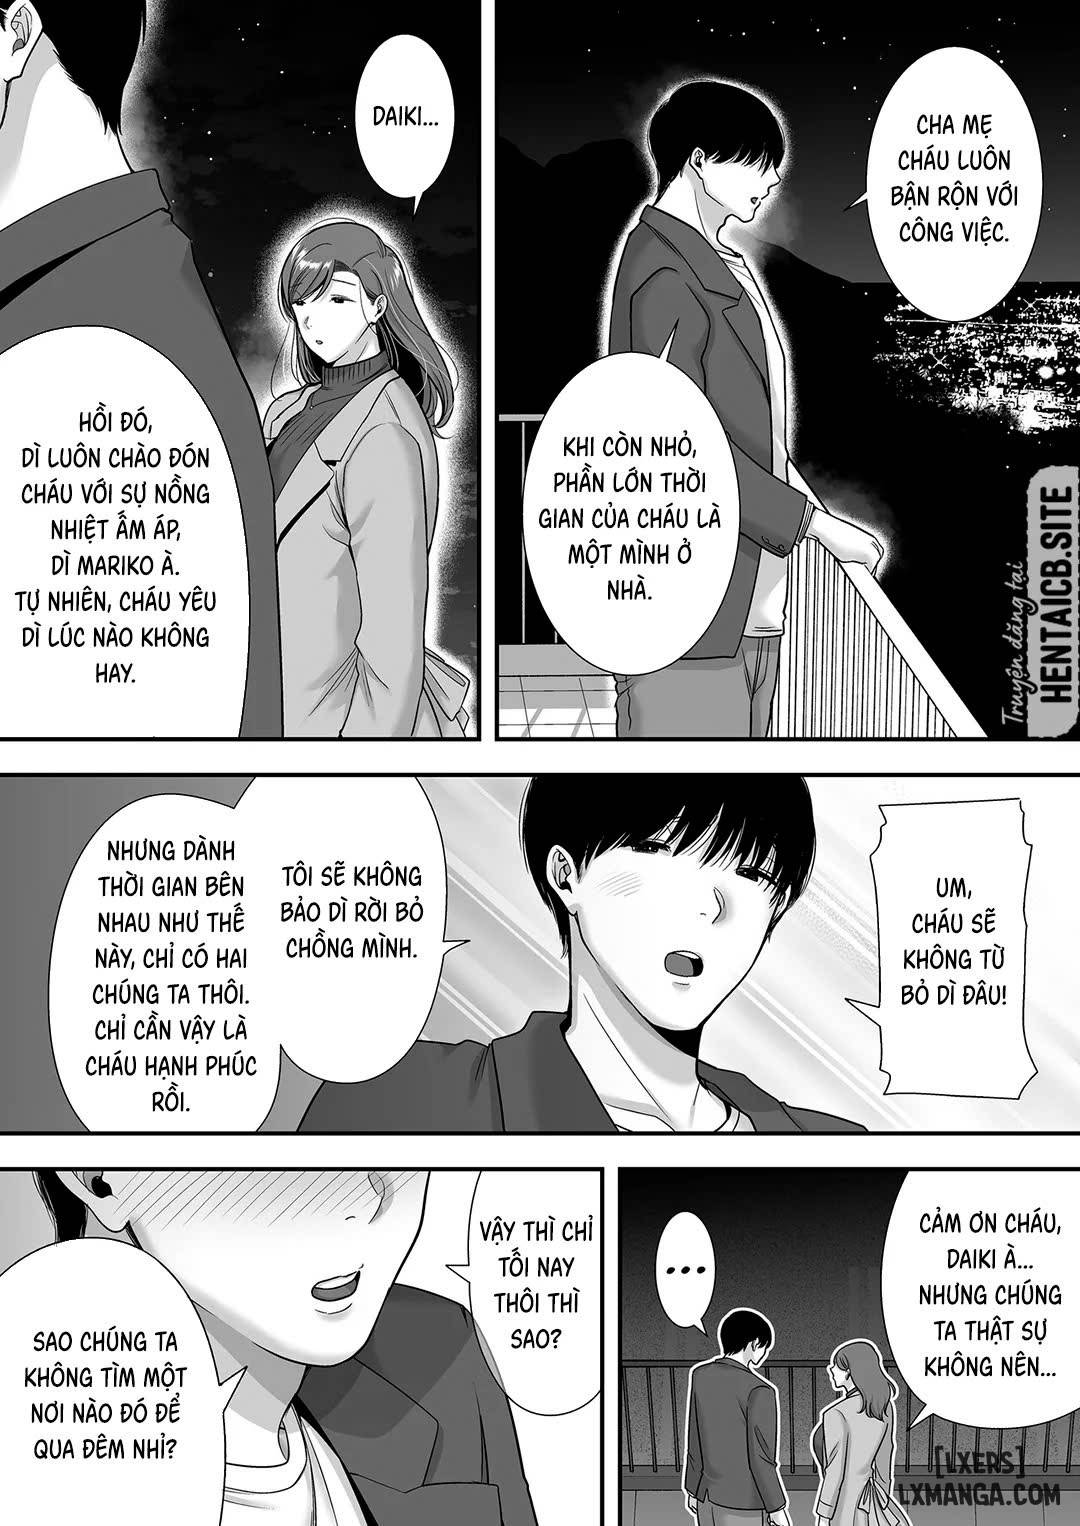 CHA MẸ
CHÁU LUÔN
BẬN RỘN VỚI
CÔNG VIỆC.
KHI CÒN NHỎ,
PHẦN LỚN THỜI
GIAN CỦA CHÁU LÀ
MỘT MÌNH Ở
NHÀ.
DAIKI...
HỒI ĐÓ,
DÌ LUÔN CHÀO ĐÓN
CHÁU VỚI SỰ NỒNG
NHIỆT ẤM ÁP,
DÌ MARIKO À.
TỰ NHIÊN, CHÁU YÊU
DÌ LÚC NÀO KHÔNG
HAY.
Truyện đăng tại
HENTAICB.SITE
UM,
CHÁU SẼ
KHÔNG TỪ
BỎ DÌ ĐÂU!
TÔI SẼ KHÔNG
BẢO DÌ RỜI BỎ
CHỒNG MÌNH.
NHƯNG DÀNH
THỜI GIAN BÊN
NHAU NHƯ THẾ
NÀY, CHỈ CÓ HAI
CHÚNG TA THÔI.
CHỈ CẦN VẬY LÀ
CHÁU HẠNH PHÚC
RỒI.
CẢM ƠN CHÁU,
DAIKI À...
NHƯNG CHÚNG
TA THẬT SỰ
KHÔNG NÊN...
...
VẬY THÌ CHỈ
TỐI NAY
THÔI THÌ
SAO?
SAO CHÚNG TA
KHÔNG TÌM MỘT
NƠI NÀO ĐÓ ĐỂ
QUA ĐÊM NHỈ?
[LXERS]
LXMANGA.COM